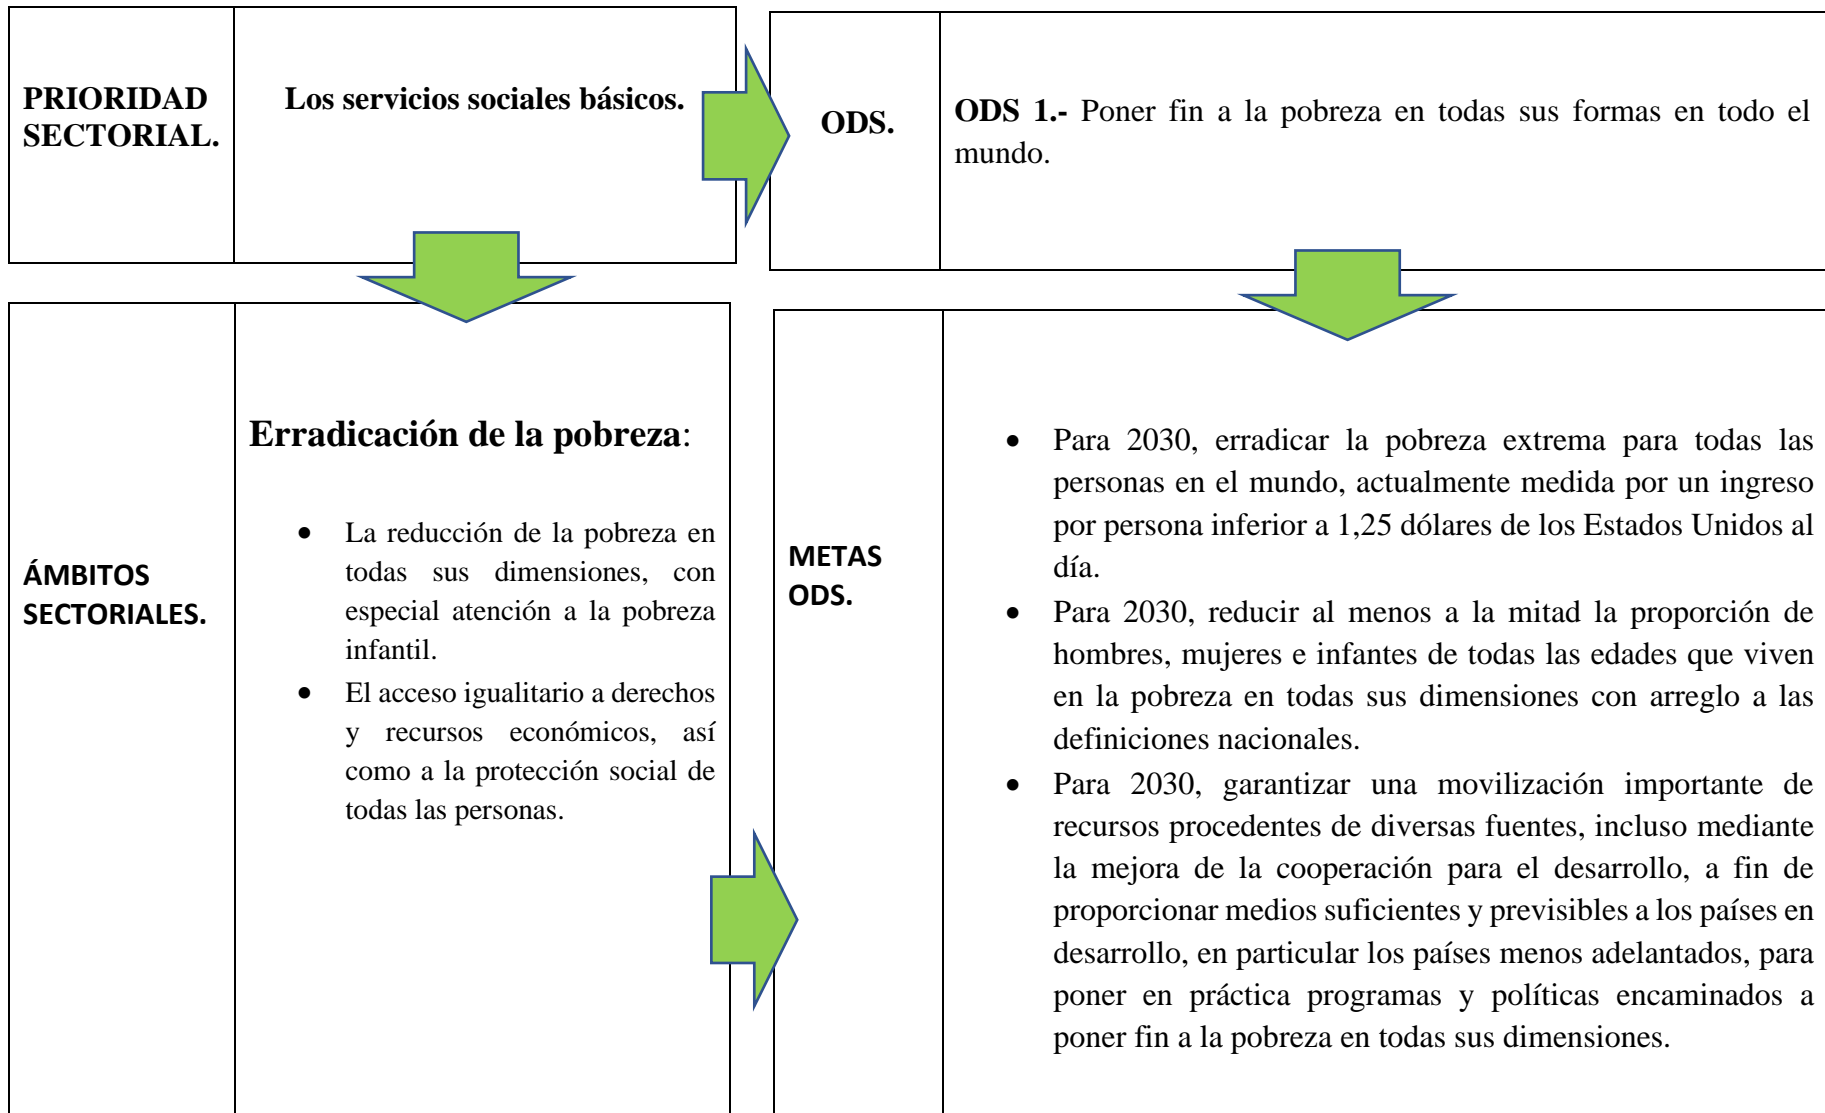 PRIORIDAD
SECTORIAL.
Los servicios sociales básicos.
ODS.
ODS 1.- Poner fin a la pobreza en todas sus formas en todo el
mundo.
ÁMBITOS
SECTORIALES.
Erradicación de la pobreza:
• La reducción de la pobreza en
todas sus dimensiones, con
especial atención a la pobreza
infantil.
• El acceso igualitario a derechos
y recursos económicos, así
como a la protección social de
todas las personas.
METAS
ODS.
• Para 2030, erradicar la pobreza extrema para todas las
personas en el mundo, actualmente medida por un ingreso
por persona inferior a 1,25 dólares de los Estados Unidos al
día.
• Para 2030, reducir al menos a la mitad la proporción de
hombres, mujeres e infantes de todas las edades que viven
en la pobreza en todas sus dimensiones con arreglo a las
definiciones nacionales.
• Para 2030, garantizar una movilización importante de
recursos procedentes de diversas fuentes, incluso mediante
la mejora de la cooperación para el desarrollo, a fin de
proporcionar medios suficientes y previsibles a los países en
desarrollo, en particular los países menos adelantados, para
poner en práctica programas y políticas encaminados a
poner fin a la pobreza en todas sus dimensiones.